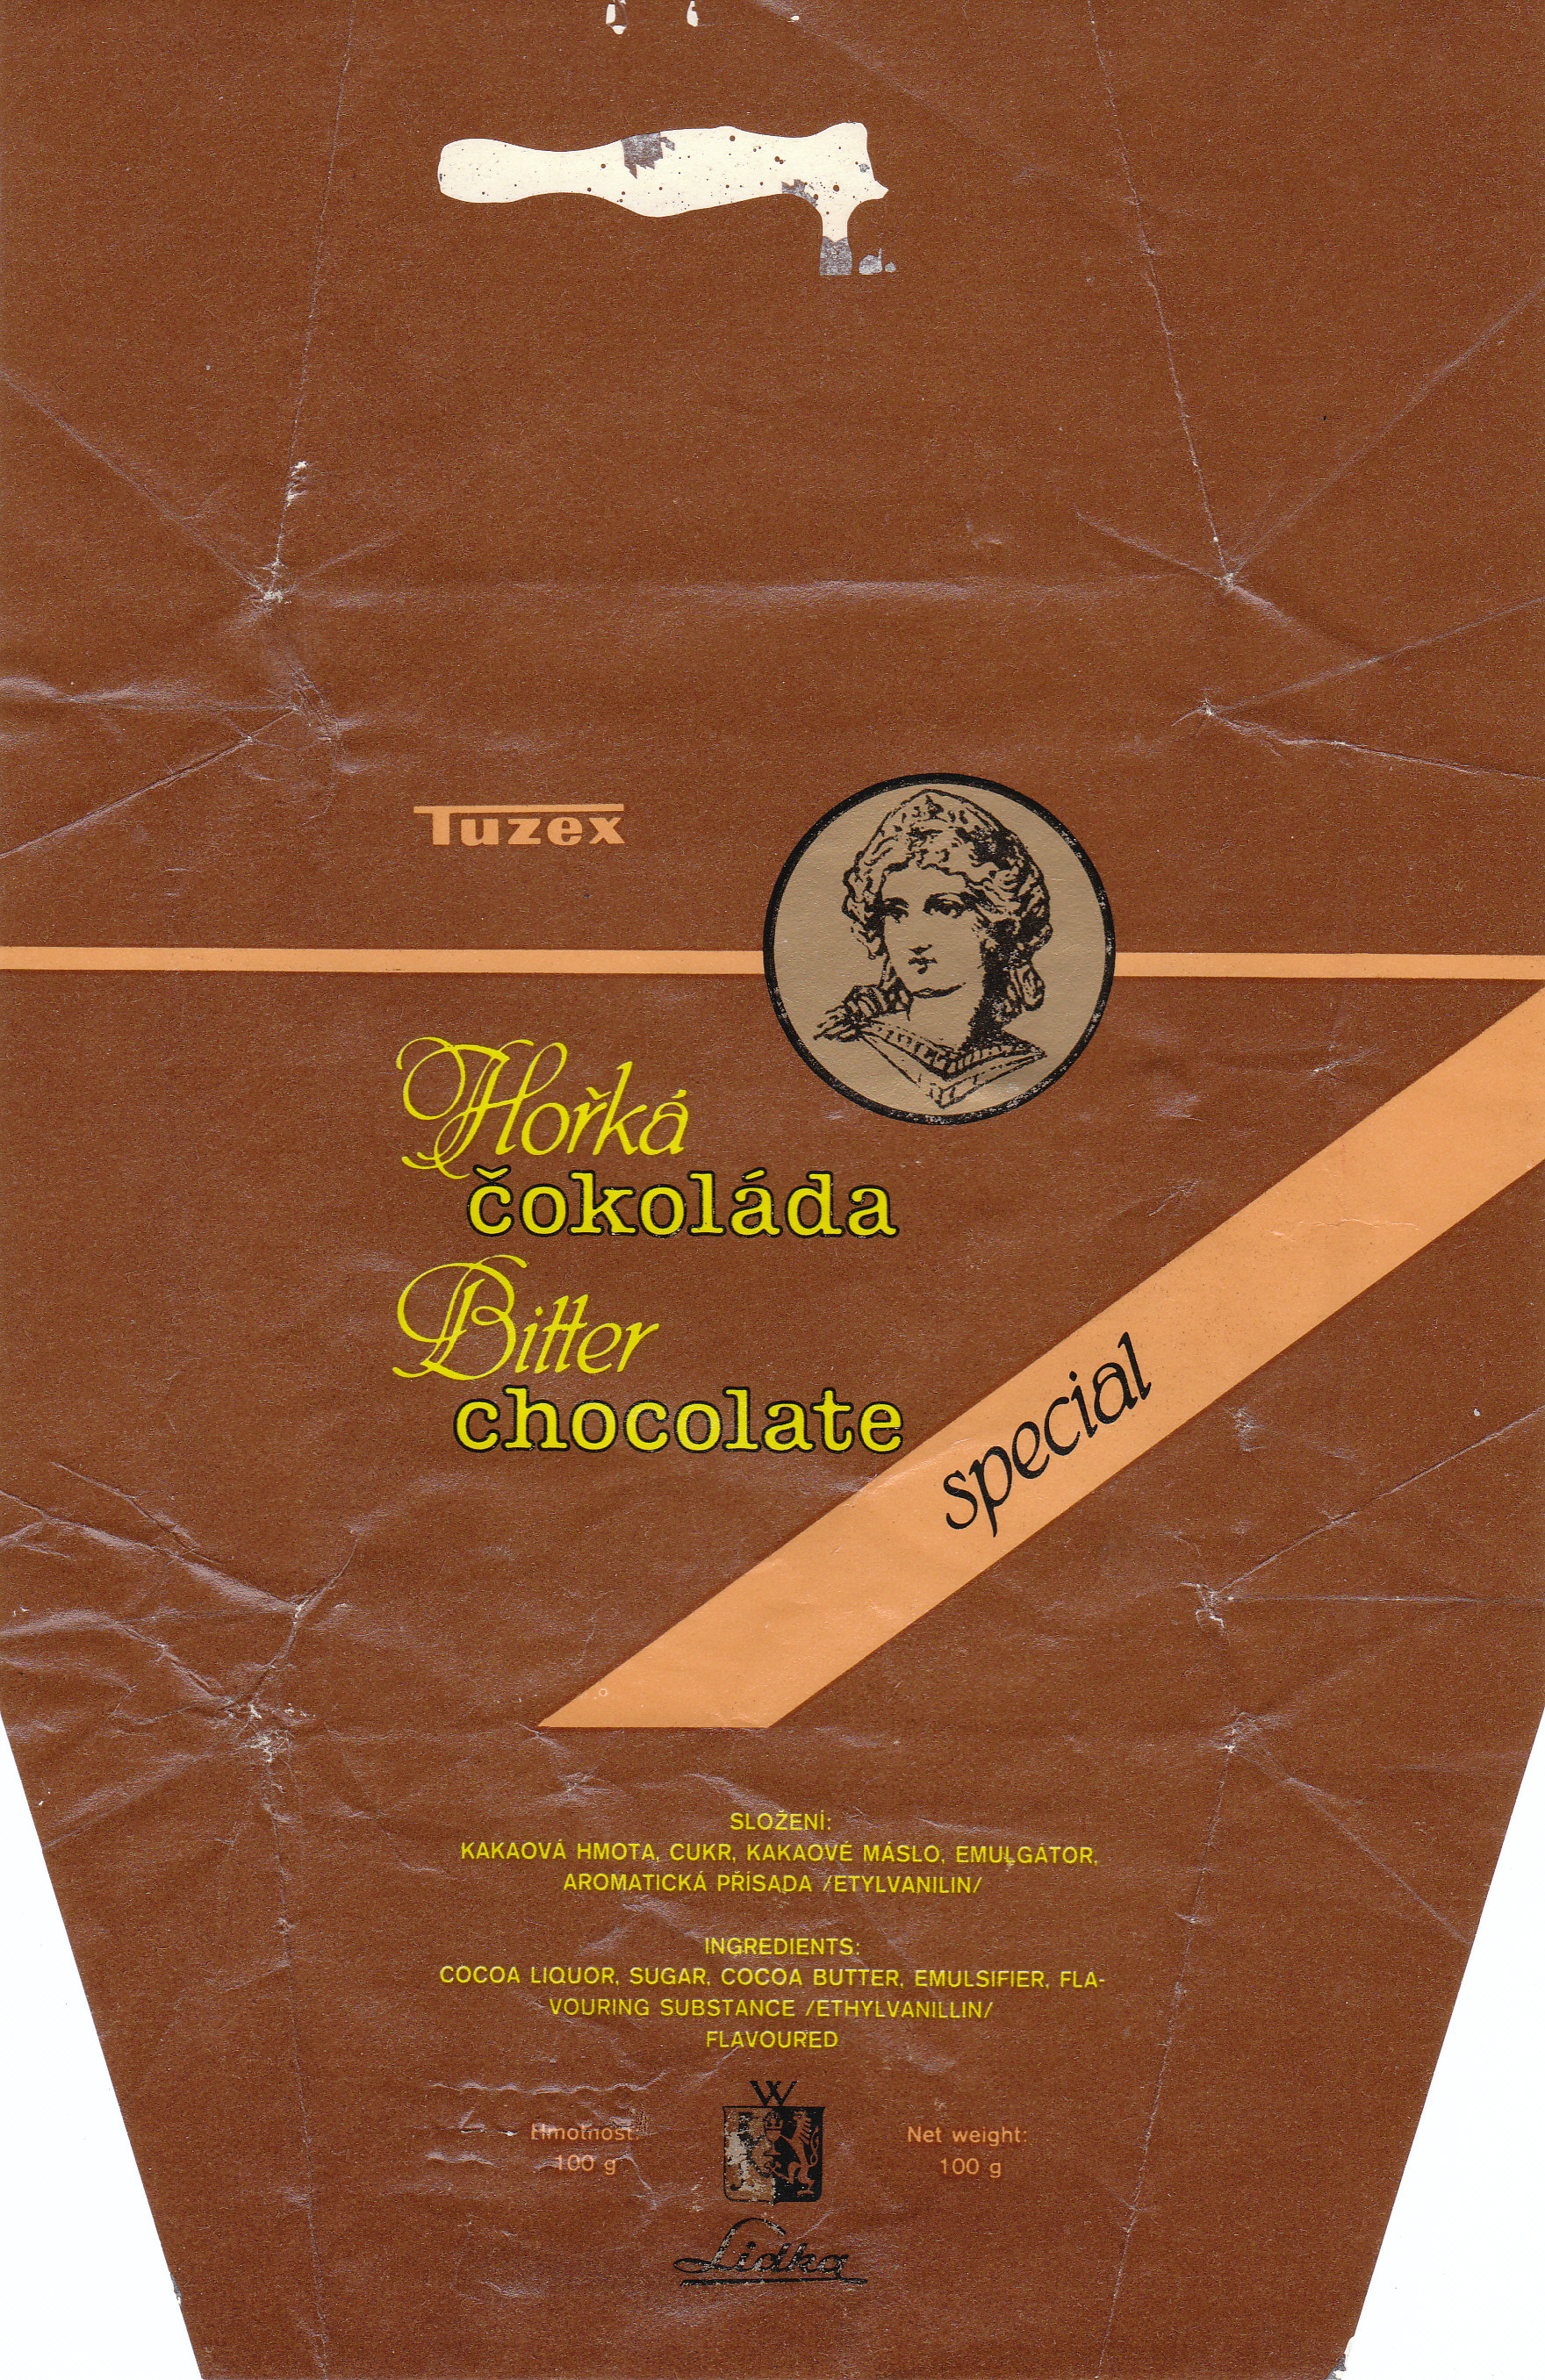 Tuzex
Hořká
čokoláda
Bitter
chocolate
special
SLOŽENÍ:
KAKAOVÁ HMOTA, CUKR, KAKAOVÉ MÁSLO, EMULGÁTOR,
AROMATICKÁ PŘÍSADA /ETYLVANILIN/
INGREDIENTS:
COCOA LIQUOR, SUGAR, COCOA BUTTER, EMULSIFIER, FLA-
VOURING SUBSTANCE /ETHYLVANILLIN/
FLAVOURED
W
Hmotnost:
100 g
Net weight:
100 g
Lidka